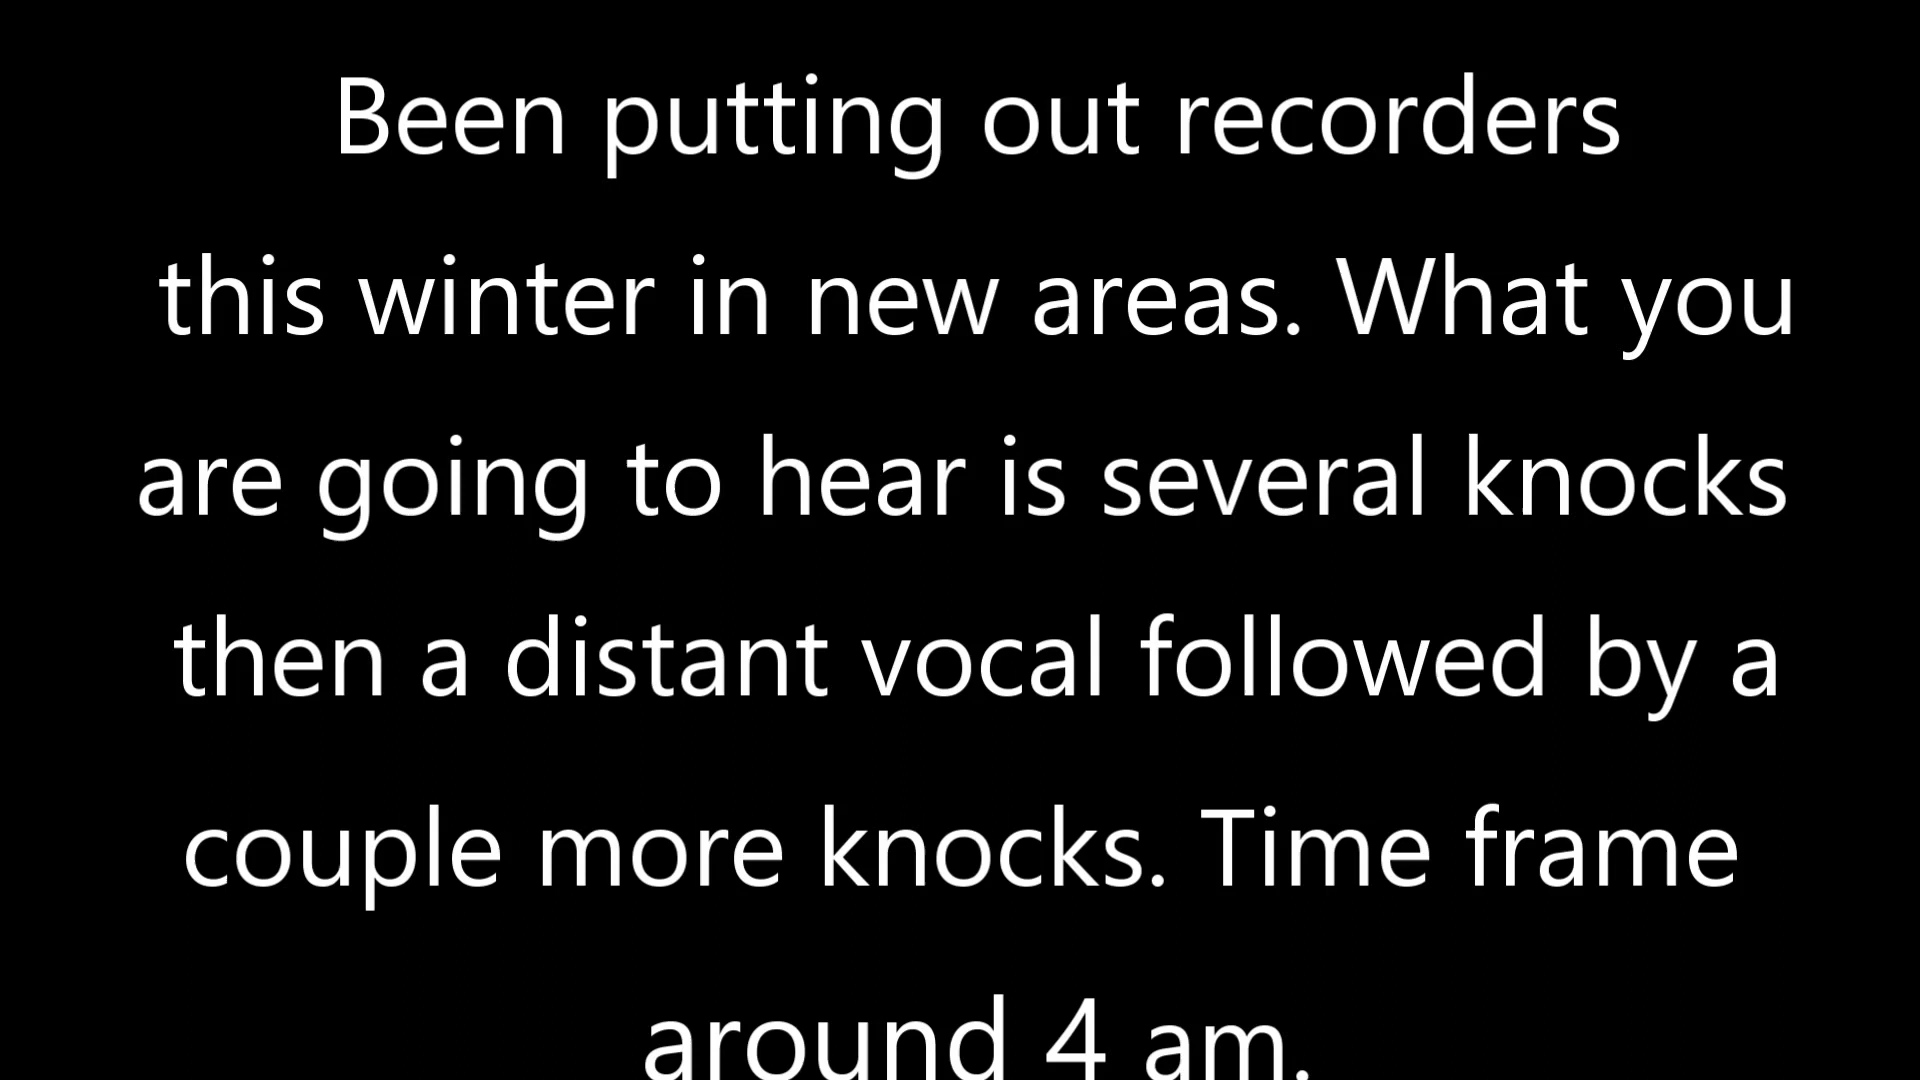 Been putting out recorders
this winter in new areas. What you
are going to hear is several knocks
then a distant vocal followed by a
couple more knocks. Time frame
around 4 am.